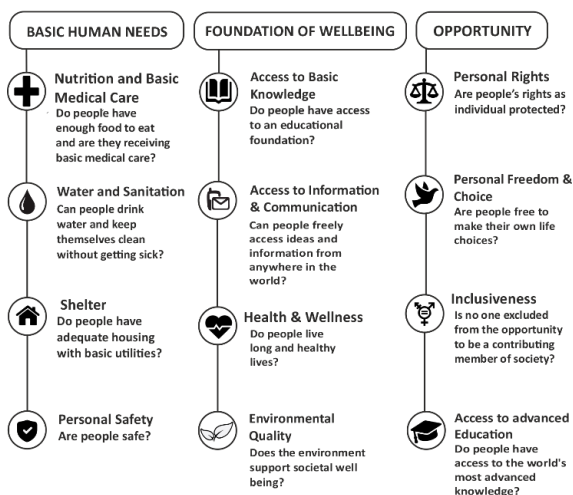 BASIC HUMAN NEEDS
Nutrition and Basic
Medical Care
Do people have
enough food to eat
and are they receiving
basic medical care?
Water and Sanitation
Can people drink
water and keep
themselves clean
without getting sick?
Shelter
Do people have
adequate housing
with basic utilities?
Personal Safety
Are people safe?
FOUNDATION OF WELLBEING
Access to Basic
Knowledge
Do people have access
to an educational
foundation?
Access to Information
& Communication
Can people freely
access ideas and
information from
anywhere in the
world?
Health & Wellness
Do people live
long and healthy
lives?
Environmental
Quality
Does the environment
support societal well
being?
OPPORTUNITY
Personal Rights
Are people's rights as
individual protected?
Personal Freedom &
Choice
Are people free to
make their own life
choices?
Inclusiveness
Is no one excluded
from the opportunity
to be a contributing
member of society?
Access to advanced
Education
Do people have
access to the world's
most advanced
knowledge?